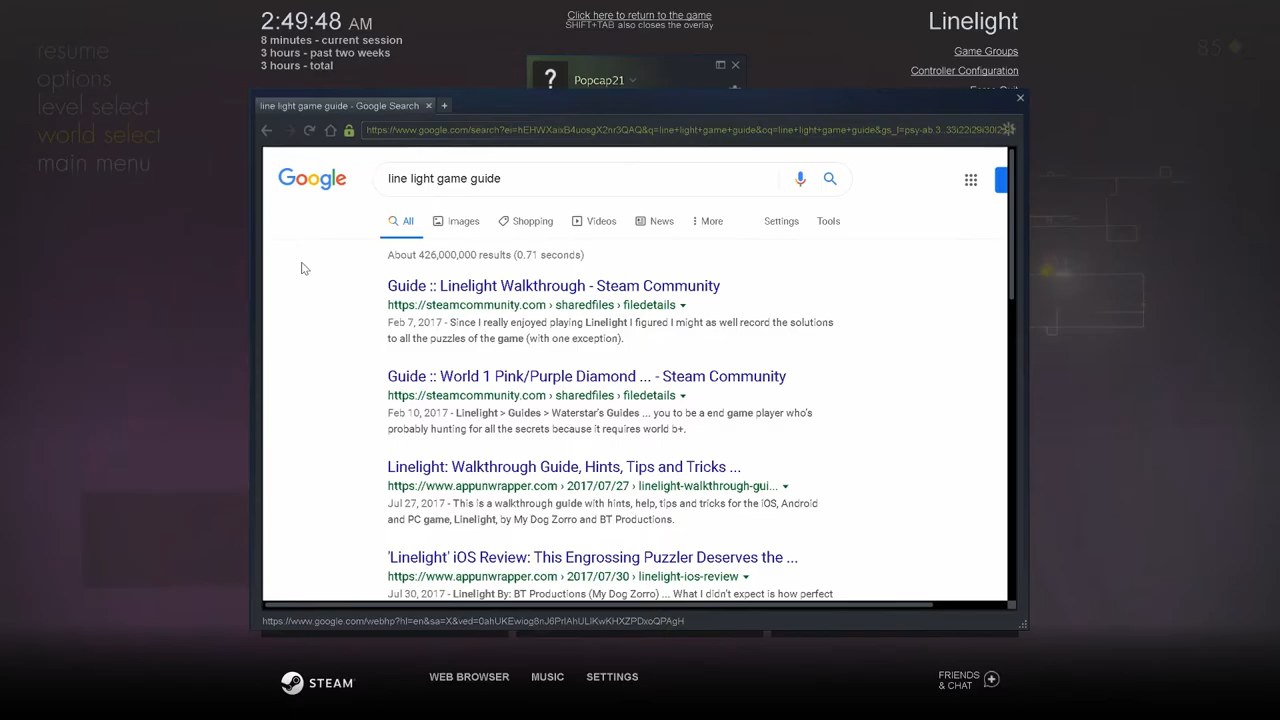 2:49:48 AM
8 minutes - current session
3 hours - past two weeks
3 hours - total
Click here to return to the game
SHIFT+TAB also closes the overlay
Linelight
Game Groups
Controller Configuration
resume
options
level select
world select
main menu
85
?
Popcap21
line light game guide - Google Search
Google
line light game guide
All
Images
Shopping
Videos
News
More
Settings
Tools
About 426,000,000 results (0.71 seconds)
Guide :: Linelight Walkthrough - Steam Community
https://steamcommunity.com › sharedfiles › filedetails
Feb 7, 2017 - Since I really enjoyed playing Linelight I figured I might as well record the solutions
to all the puzzles of the game (with one exception).
Guide :: World 1 Pink/Purple Diamond ... - Steam Community
https://steamcommunity.com › sharedfiles › filedetails
Feb 10, 2017 - Linelight > Guides > Waterstar's Guides ... you to be a end game player who's
probably hunting for all the secrets because it requires world b+.
Linelight: Walkthrough Guide, Hints, Tips and Tricks ...
https://www.appunwrapper.com › 2017/07/27 › linelight-walkthrough-gui...
Jul 27, 2017 - This is a walkthrough guide with hints, help, tips and tricks for the iOS, Android
and PC game, Linelight, by My Dog Zorro and BT Productions.
'Linelight' iOS Review: This Engrossing Puzzler Deserves the ...
https://www.appunwrapper.com › 2017/07/30 › linelight-ios-review
Jul 30, 2017 - Linelight By: BT Productions (My Dog Zorro) ... What I didn't expect is how perfect
STEAM
WEB BROWSER
MUSIC
SETTINGS
FRIENDS
& CHAT